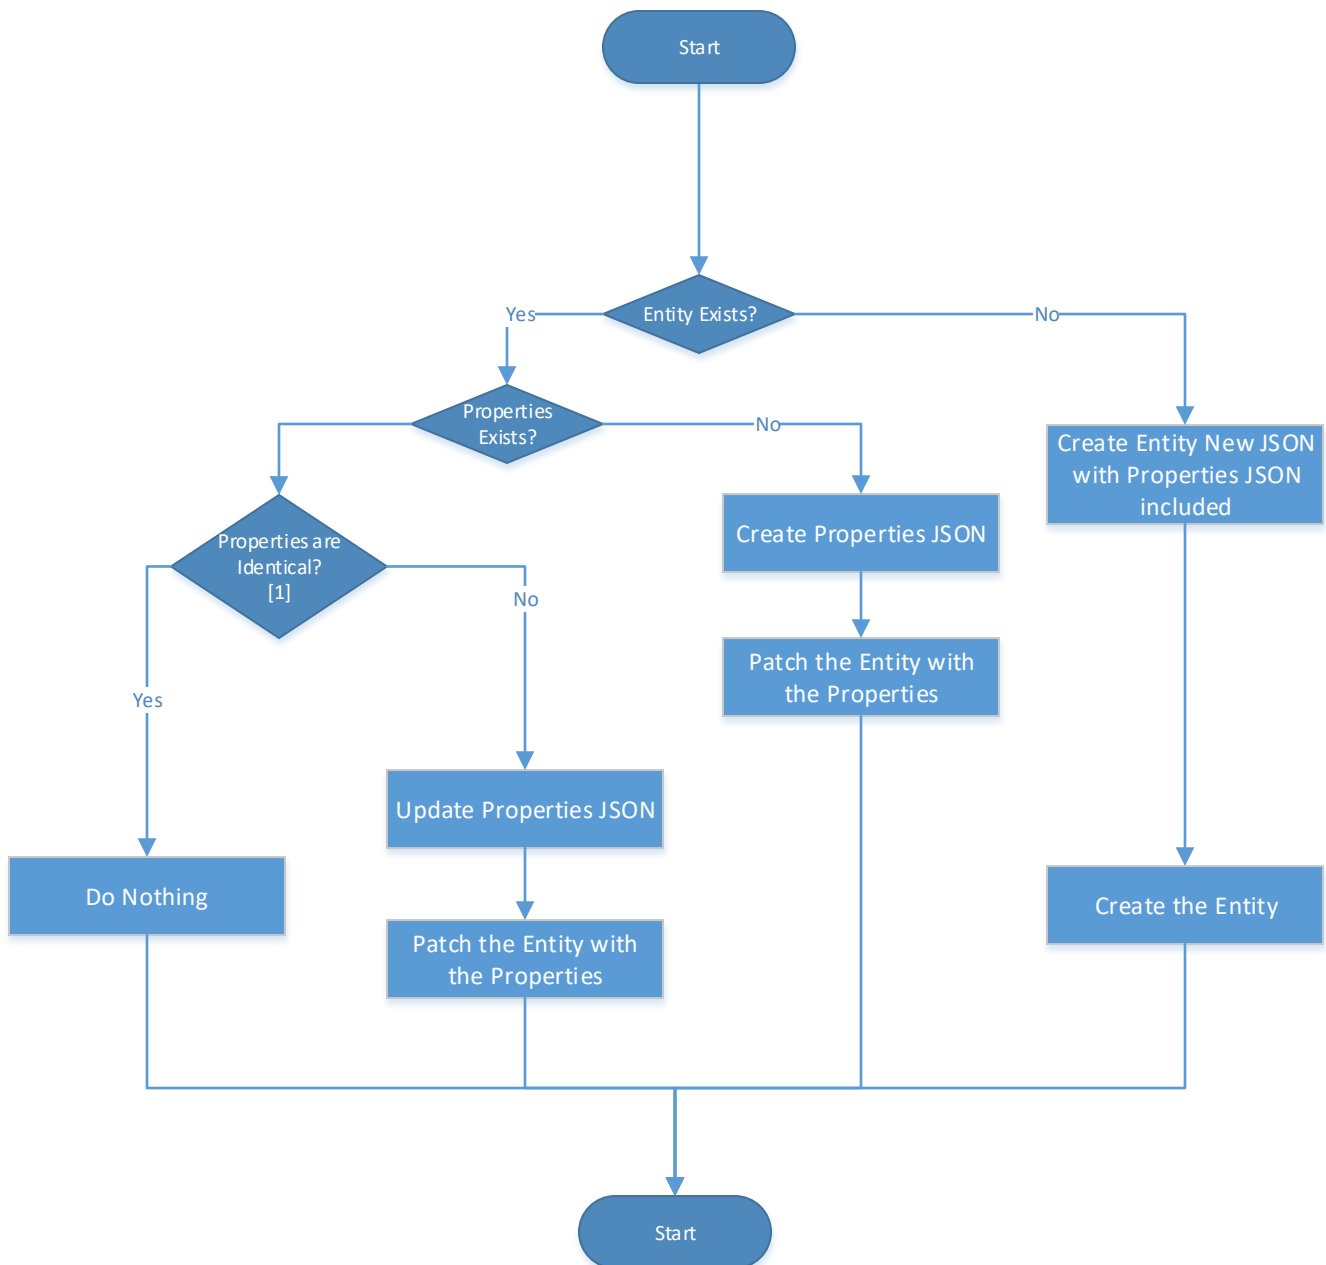 Start
Entity Exists?
Yes
No
Properties
Exists?
No
Create Entity New JSON
with Properties JSON
included
Properties are
Identical?
[1]
Create Properties JSON
No
Patch the Entity with
the Properties
Yes
Update Properties JSON
Do Nothing
Create the Entity
Patch the Entity with
the Properties
Start